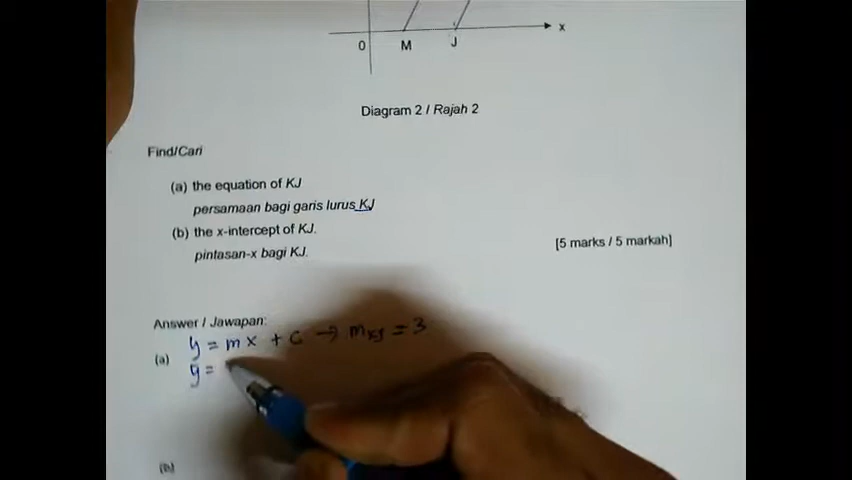 x
0 M J
Diagram 2 / Rajah 2
Find/Cari
(a) the equation of KJ
persamaan bagi garis lurus KJ
(b) the x-intercept of KJ.
pintasan-x bagi KJ.
[5 marks / 5 markah]
Answer / Jawapan:
(a) y = mx + c → mKJ = 3
y =
(b)